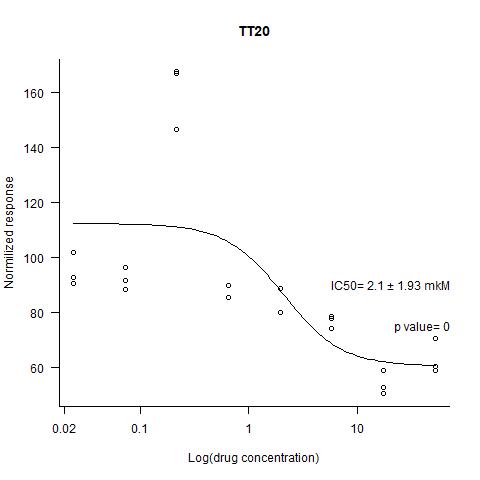 TT20
Normilized response
160
140
120
100
80
60
IC50= 2.1 ± 1.93 mkM
p value= 0
0.02
0.1
1
10
Log(drug concentration)